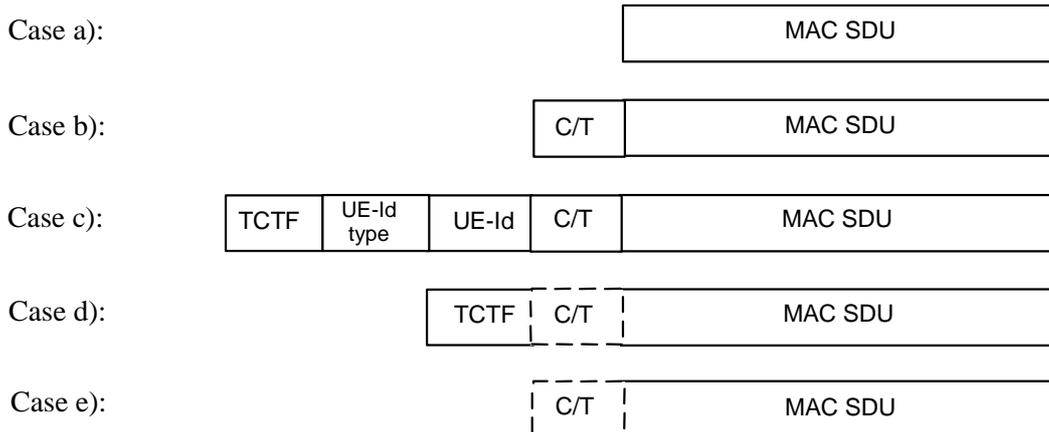 Case a): MAC SDU
Case b): C/T MAC SDU
Case c): TCTF UE-Id type UE-Id C/T MAC SDU
Case d): TCTF C/T MAC SDU
Case e): C/T MAC SDU